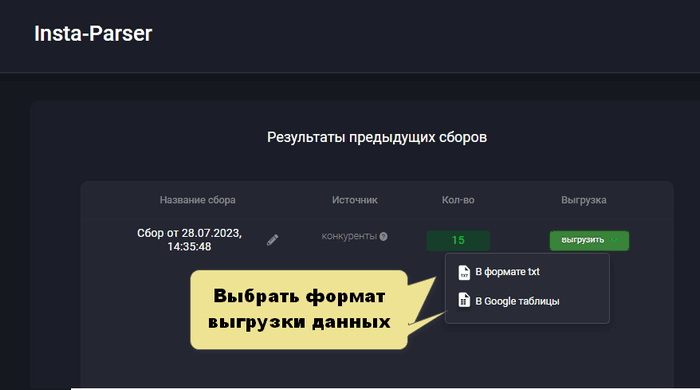 Insta-Parser
Результаты предыдущих сборов
Название сбора Источник Кол-во Выгрузка
Сбор от 28.07.2023,
14:35:48
конкуренты ?
15
выгрузить
TXT В формате txt
В Google таблицы
Выбрать формат
выгрузки данных